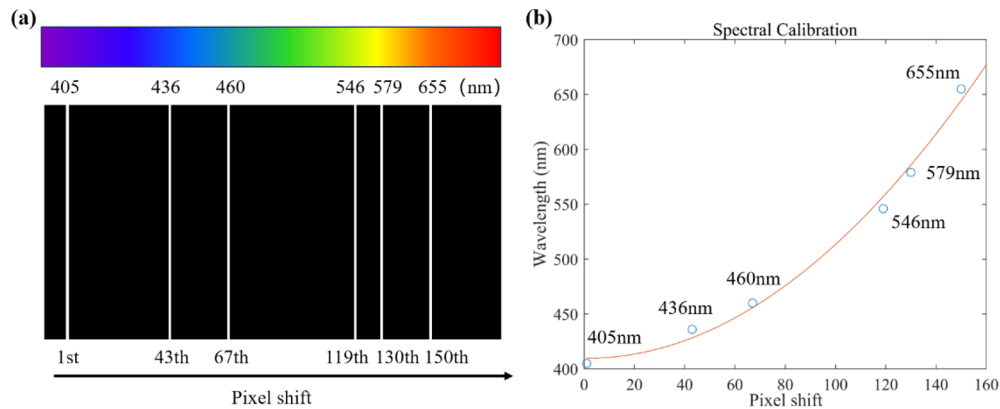 (a)
405 436 460 546 579 655 (nm)
1st 43th 67th 119th 130th 150th
Pixel shift
(b)
Spectral Calibration
700
650
600
550
500
450
400
Wavelength (nm)
655nm
579nm
546nm
460nm
436nm
405nm
0 20 40 60 80 100 120 140 160
Pixel shift